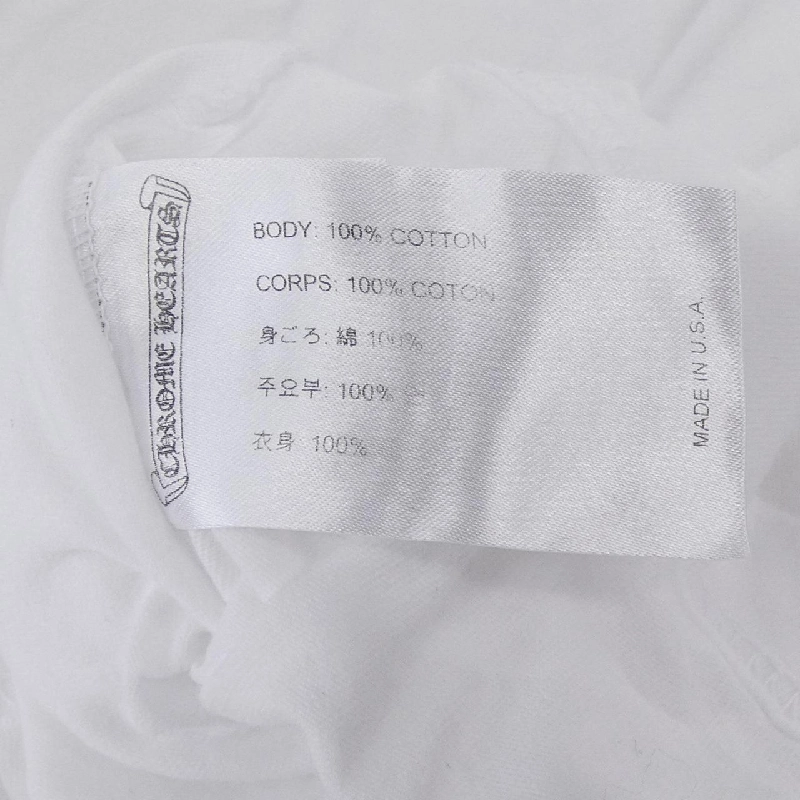 CHROME HEARTS
BODY: 100% COTTON
CORPS: 100% COTON
身ごろ: 綿 100%
주요부: 100%
衣身 100%
MADE IN U.S.A.